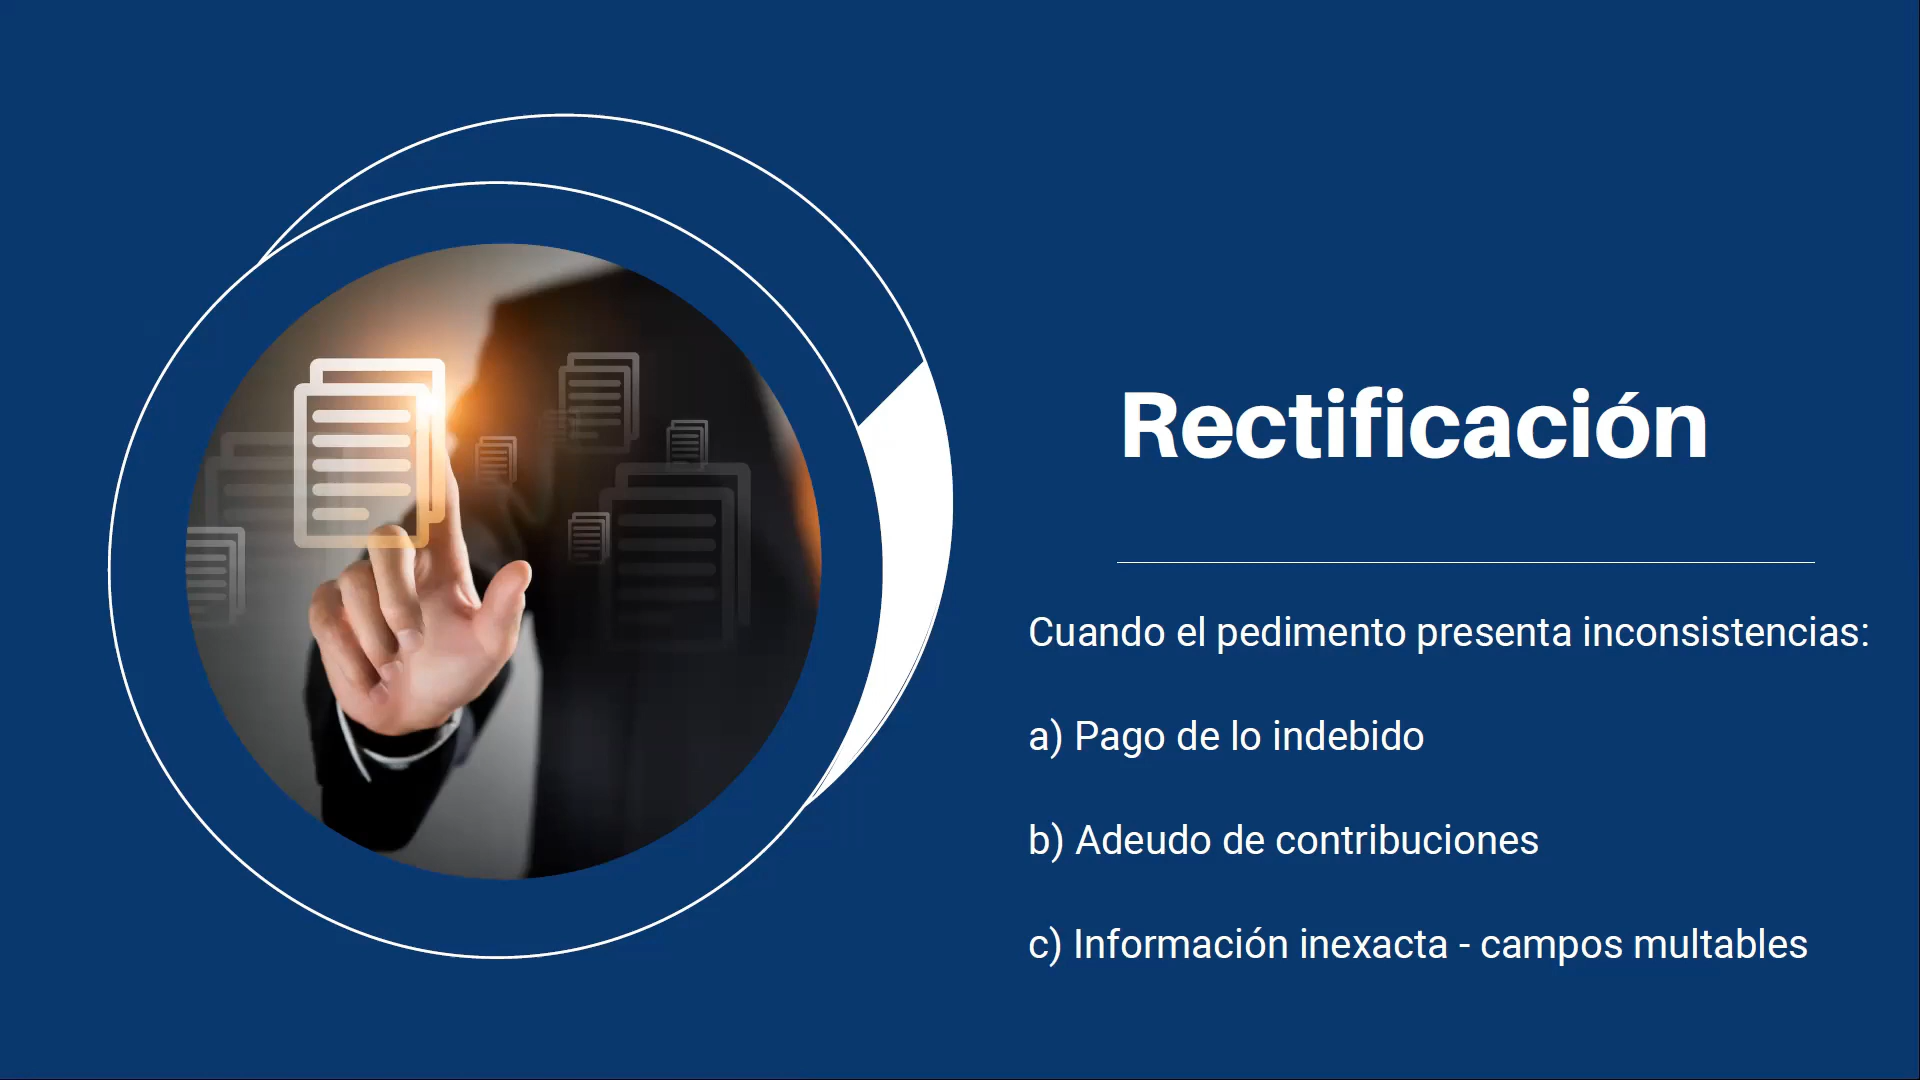 Rectificación
Cuando el pedimento presenta inconsistencias:
a) Pago de lo indebido
b) Adeudo de contribuciones
c) Información inexacta - campos multables